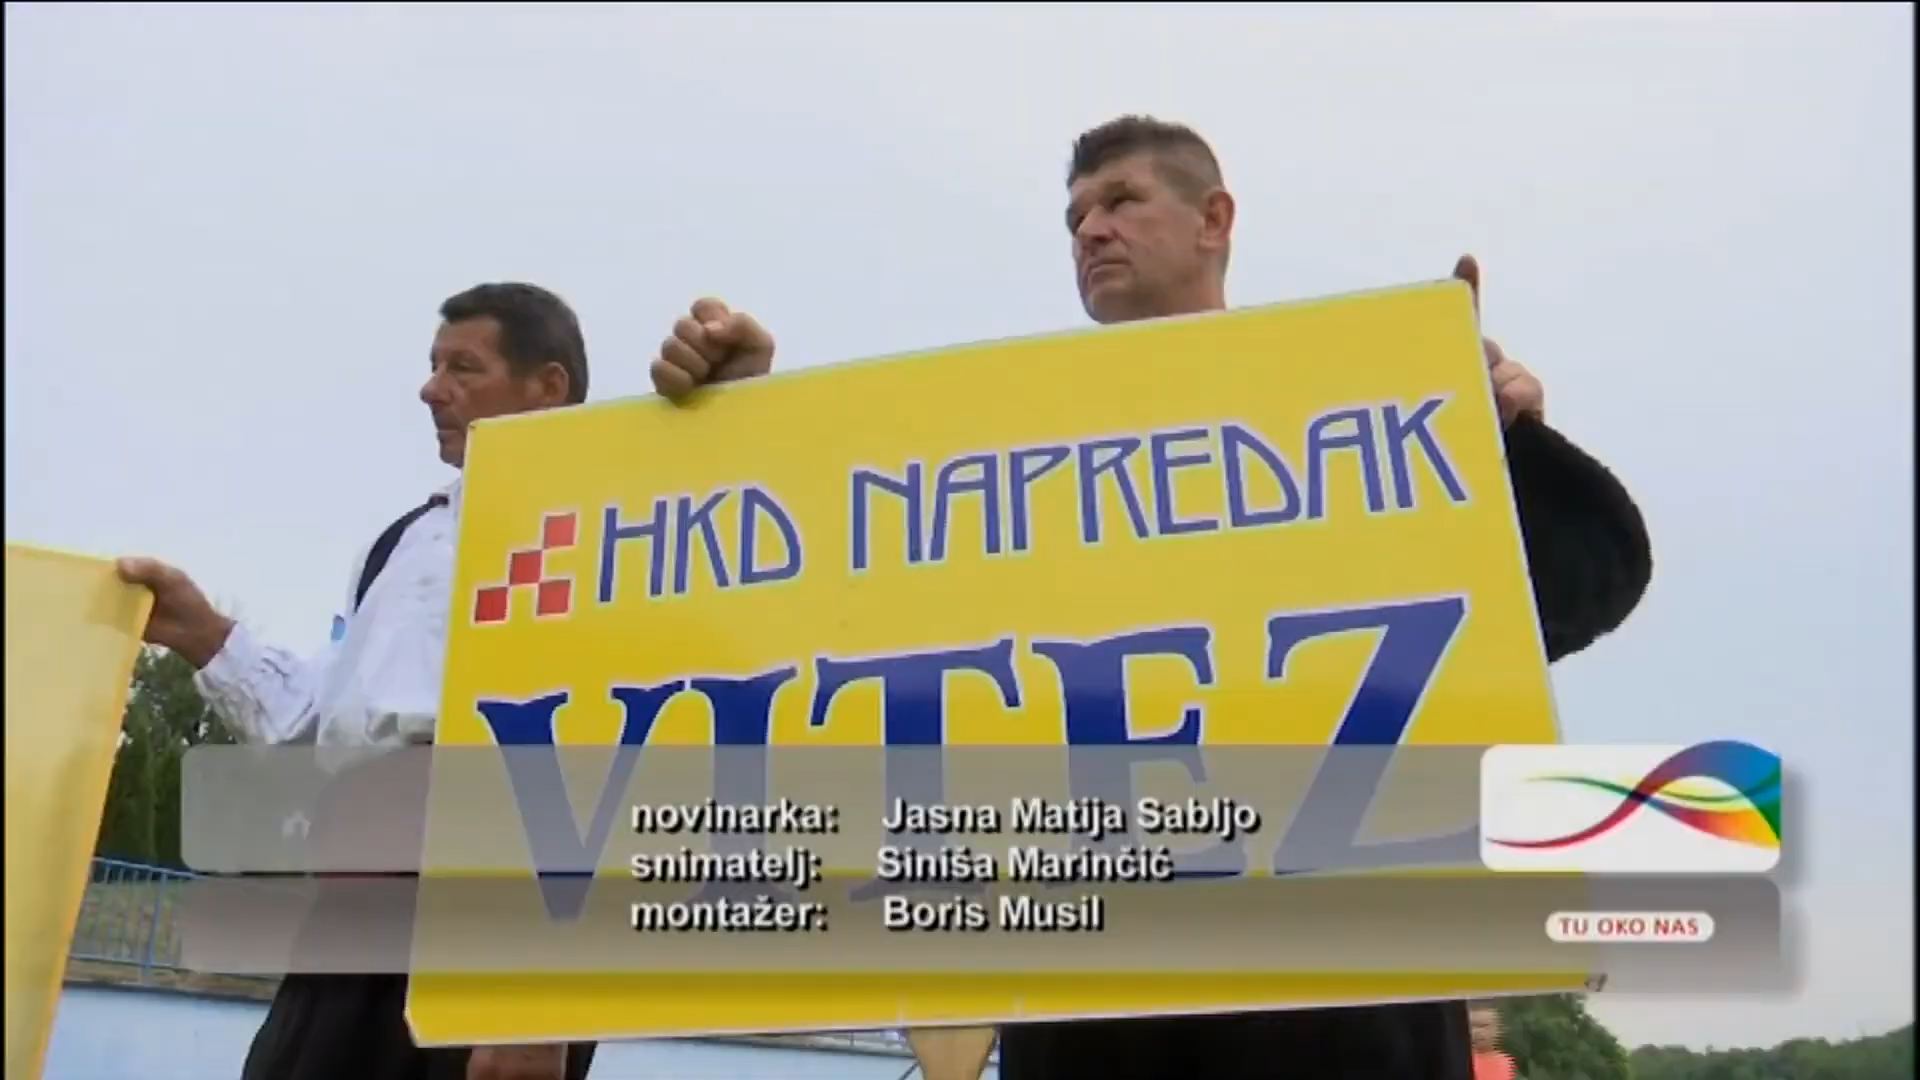 HKD NAPREDAK
VITEZ
novinarka: Jasna Matija Sabljo
snimatelj: Siniša Marinčić
montažer: Boris Musil
TU OKO NAS